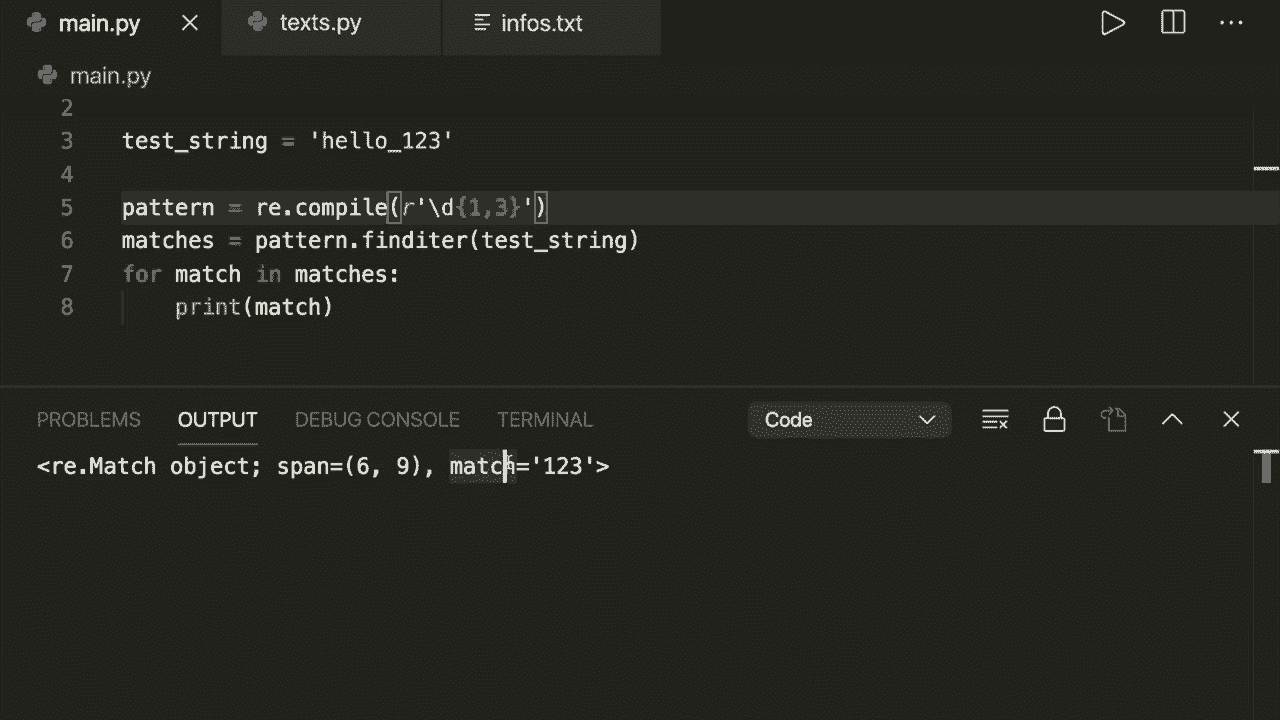 main.py texts.py infos.txt
main.py
2
3 test_string = 'hello_123'
4
5 pattern = re.compile(r'\d{1,3}')
6 matches = pattern.finditer(test_string)
7 for match in matches:
8 print(match)
PROBLEMS OUTPUT DEBUG CONSOLE TERMINAL Code
<re.Match object; span=(6, 9), match='123'>